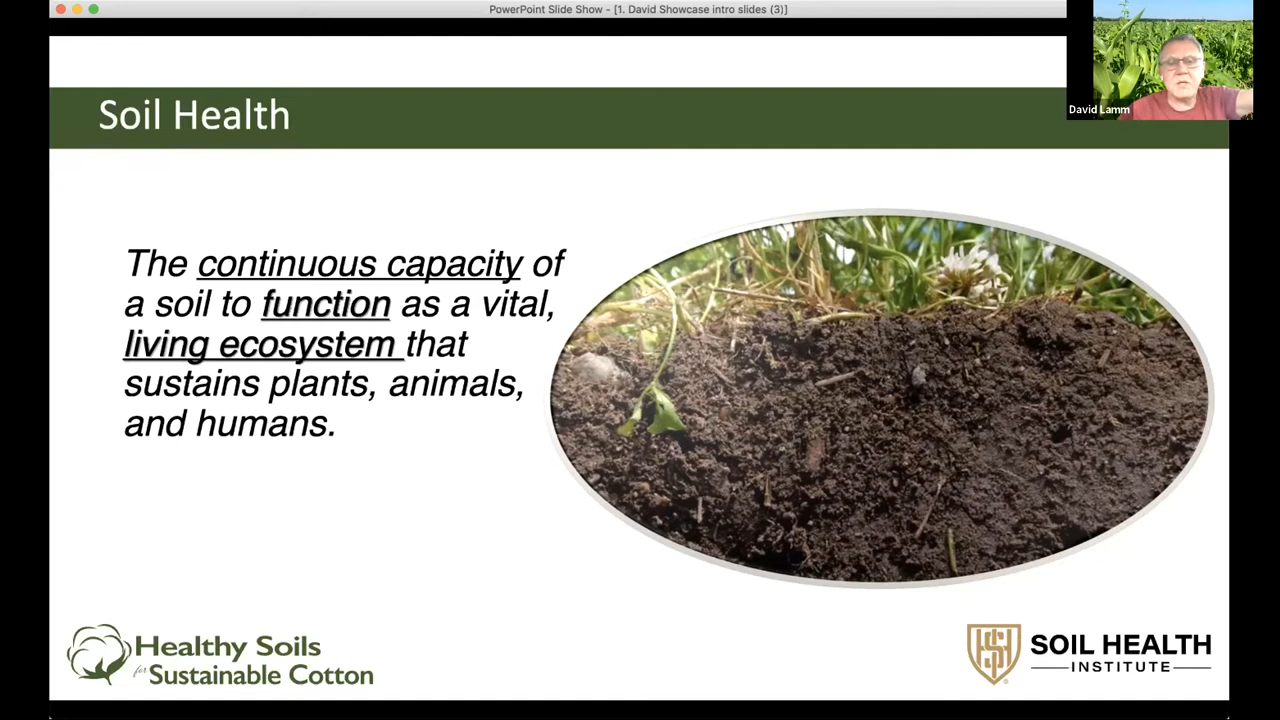 PowerPoint Slide Show - [1. David Showcase intro slides (3)]
David Lamm
Soil Health
The continuous capacity of
a soil to function as a vital,
living ecosystem that
sustains plants, animals,
and humans.
Healthy Soils
for Sustainable Cotton
SOIL HEALTH
INSTITUTE